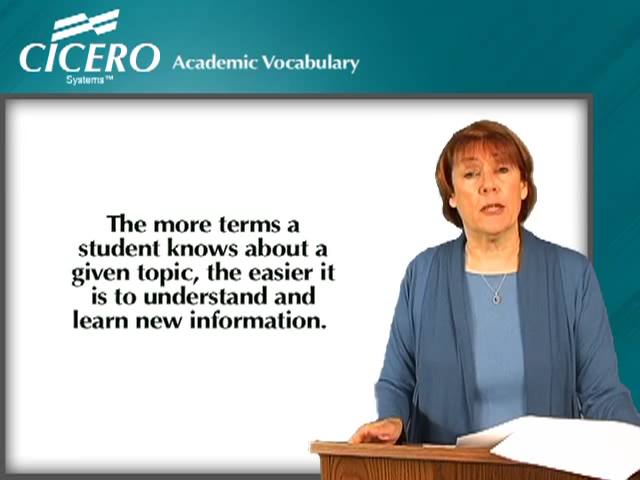 CICERO
Systems™
Academic Vocabulary
The more terms a
student knows about a
given topic, the easier it
is to understand and
learn new information.